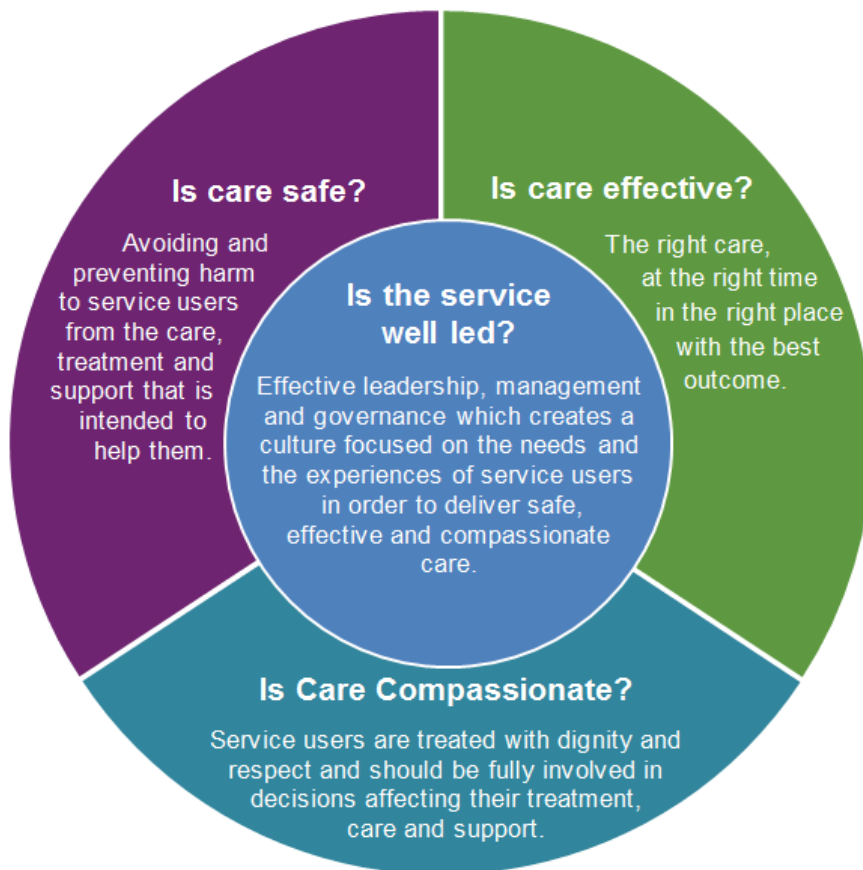 Is care safe?
Avoiding and
preventing harm
to service users
from the care,
treatment and
support that is
intended to
help them.
Is care effective?
The right care,
at the right time
in the right place
with the best
outcome.
Is the service
well led?
Effective leadership, management
and governance which creates a
culture focused on the needs and
the experiences of service users
in order to deliver safe,
effective and compassionate
care.
Is Care Compassionate?
Service users are treated with dignity and
respect and should be fully involved in
decisions affecting their treatment,
care and support.